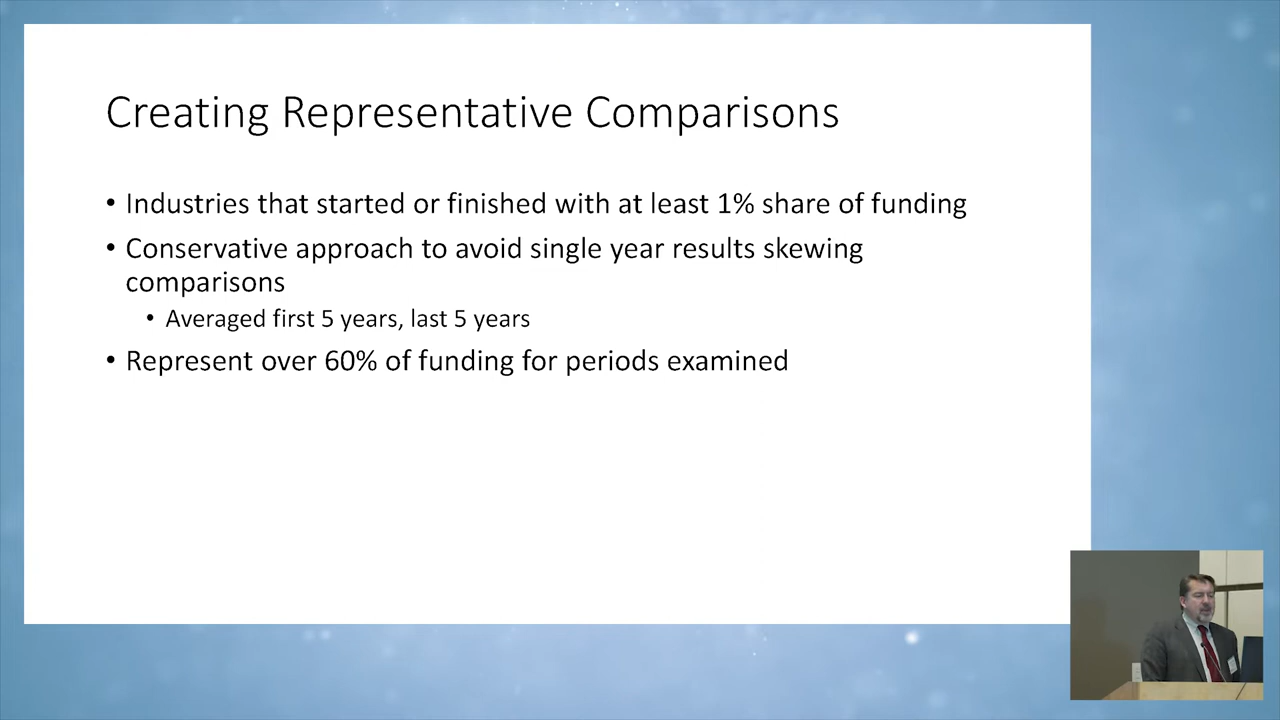 Creating Representative Comparisons
• Industries that started or finished with at least 1% share of funding
• Conservative approach to avoid single year results skewing
comparisons
• Averaged first 5 years, last 5 years
• Represent over 60% of funding for periods examined